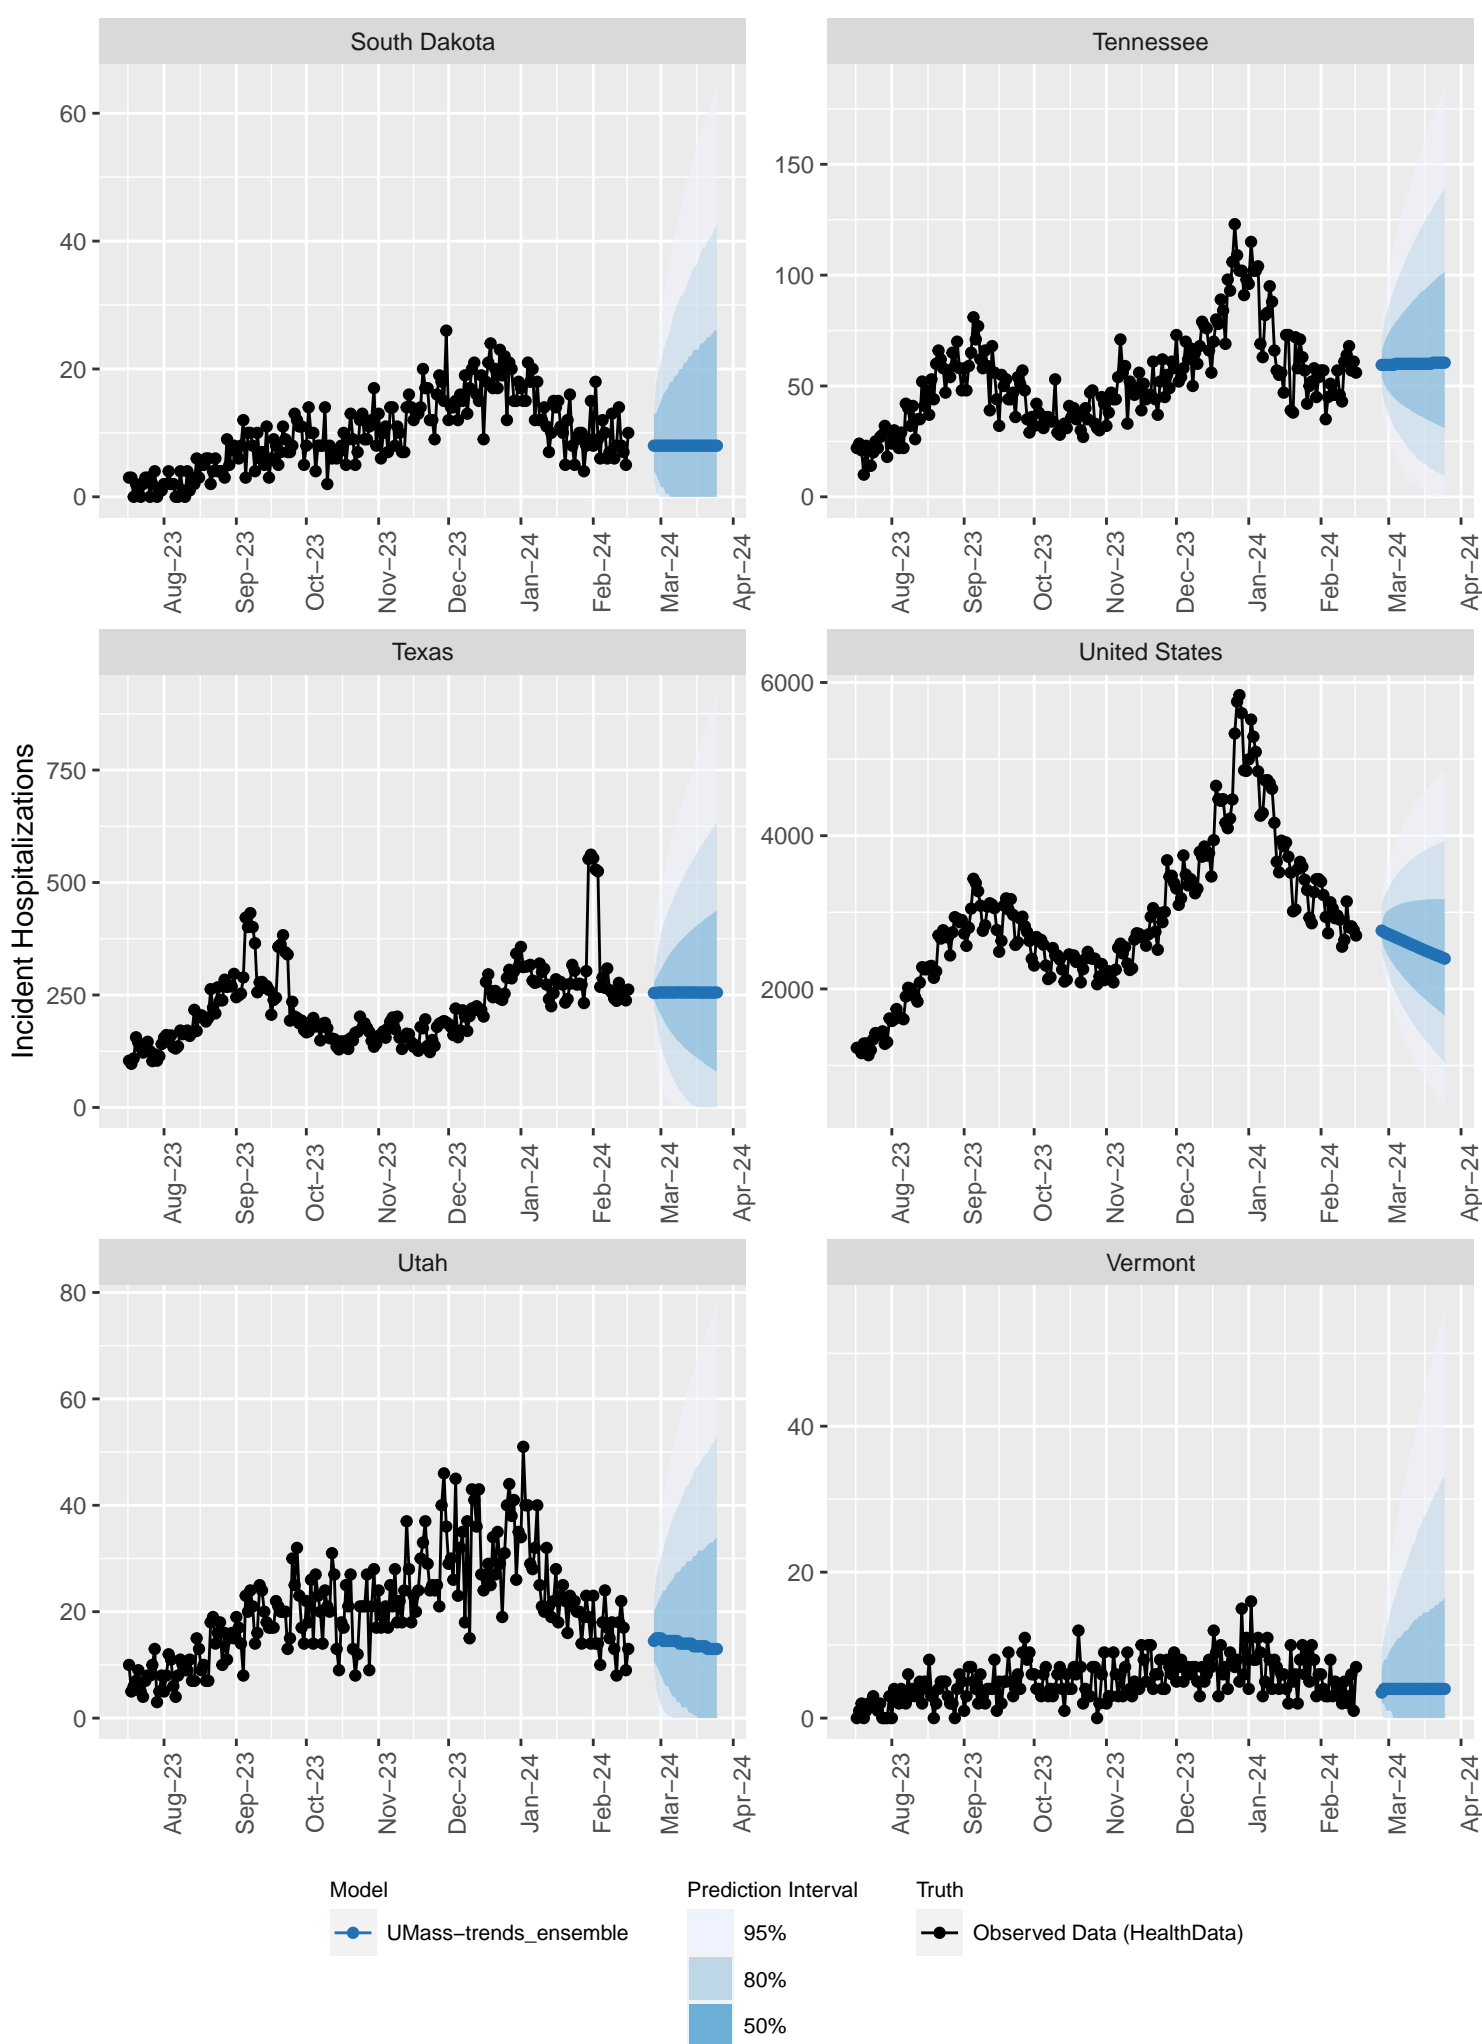 South Dakota
Tennessee
60
40
20
0
150
100
50
0
Aug−23
Sep−23
Oct−23
Nov−23
Dec−23
Jan−24
Feb−24
Mar−24
Apr−24
Aug−23
Sep−23
Oct−23
Nov−23
Dec−23
Jan−24
Feb−24
Mar−24
Apr−24
Incident Hospitalizations
Texas
United States
750
500
250
0
6000
4000
2000
Aug−23
Sep−23
Oct−23
Nov−23
Dec−23
Jan−24
Feb−24
Mar−24
Apr−24
Aug−23
Sep−23
Oct−23
Nov−23
Dec−23
Jan−24
Feb−24
Mar−24
Apr−24
Utah
Vermont
80
60
40
20
0
40
20
0
Aug−23
Sep−23
Oct−23
Nov−23
Dec−23
Jan−24
Feb−24
Mar−24
Apr−24
Aug−23
Sep−23
Oct−23
Nov−23
Dec−23
Jan−24
Feb−24
Mar−24
Apr−24
Model
UMass−trends_ensemble
Prediction Interval
95%
80%
50%
Truth
Observed Data (HealthData)